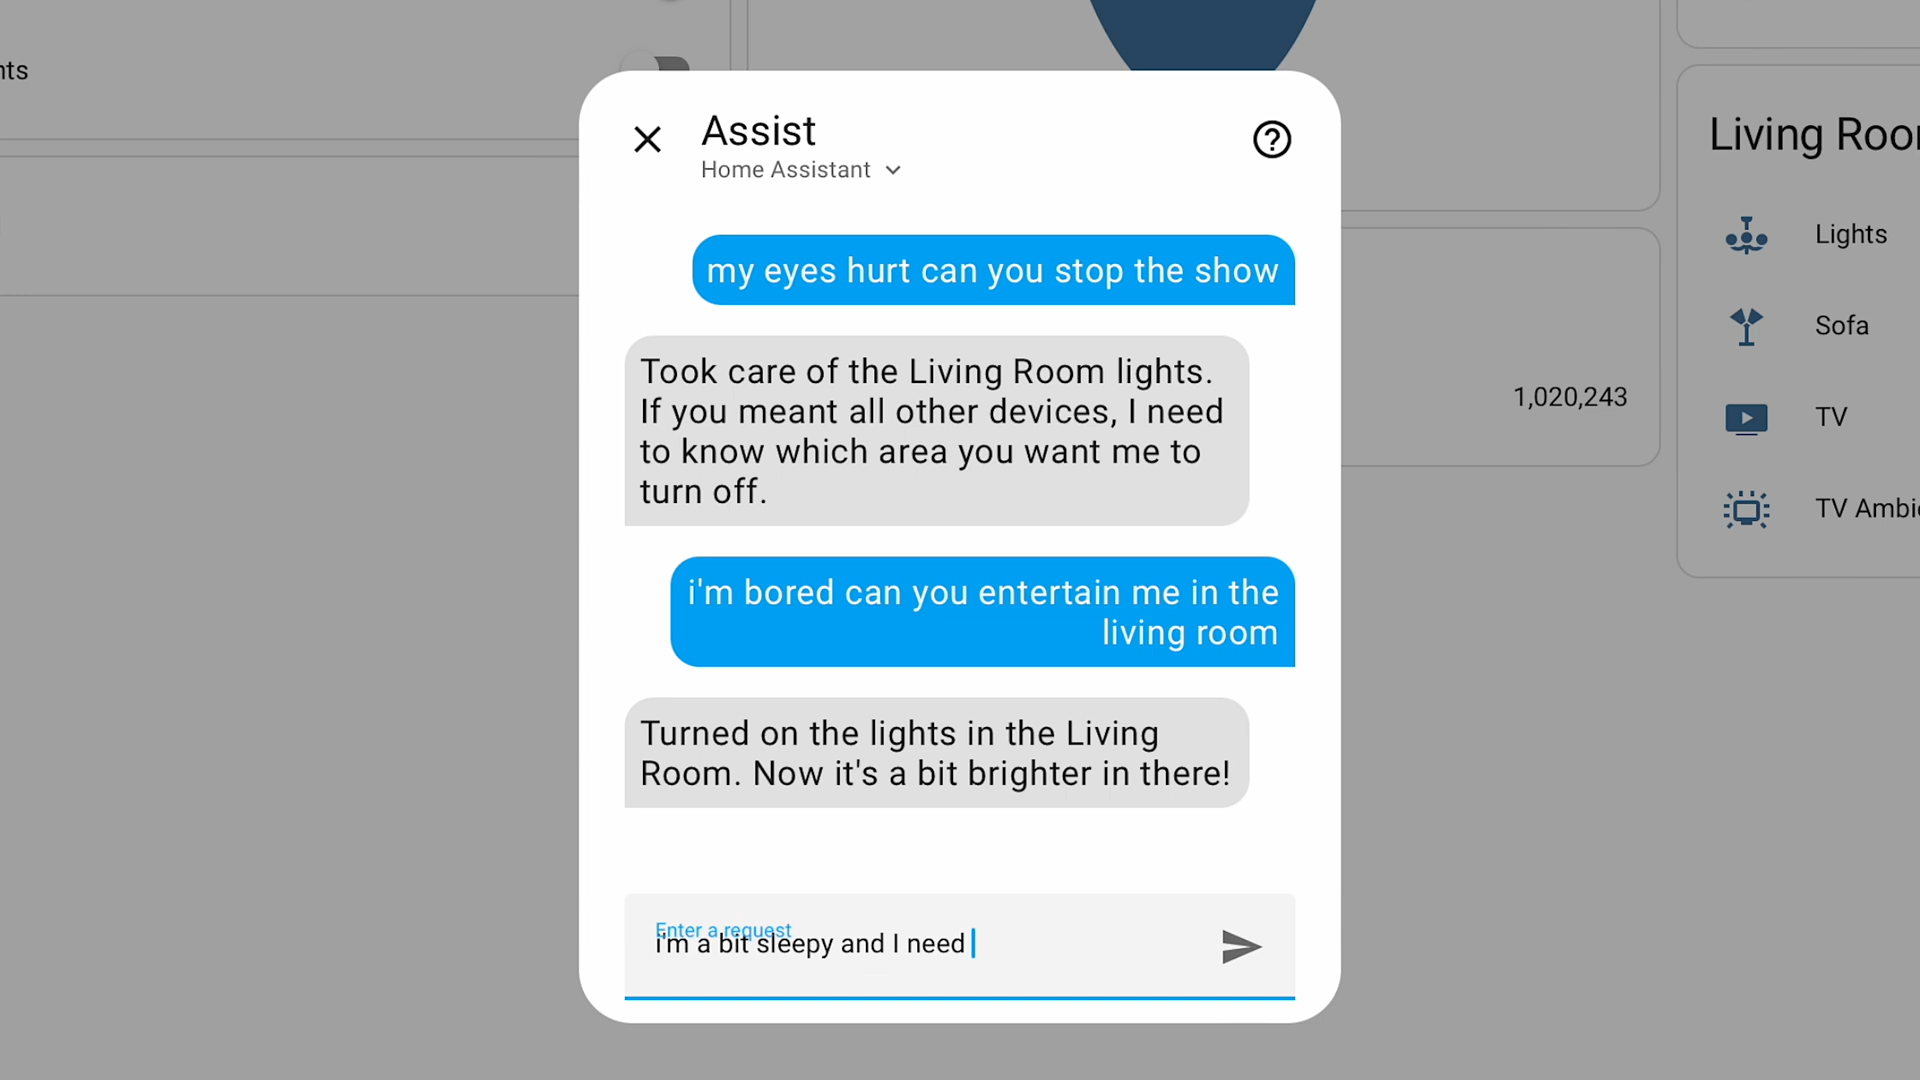 Assist
Home Assistant
my eyes hurt can you stop the show
Took care of the Living Room lights.
If you meant all other devices, I need
to know which area you want me to
turn off.
i'm bored can you entertain me in the
living room
Turned on the lights in the Living
Room. Now it's a bit brighter in there!
Enter a request
i'm a bit sleepy and I need
1,020,243
Lights
Sofa
TV
Living
TV